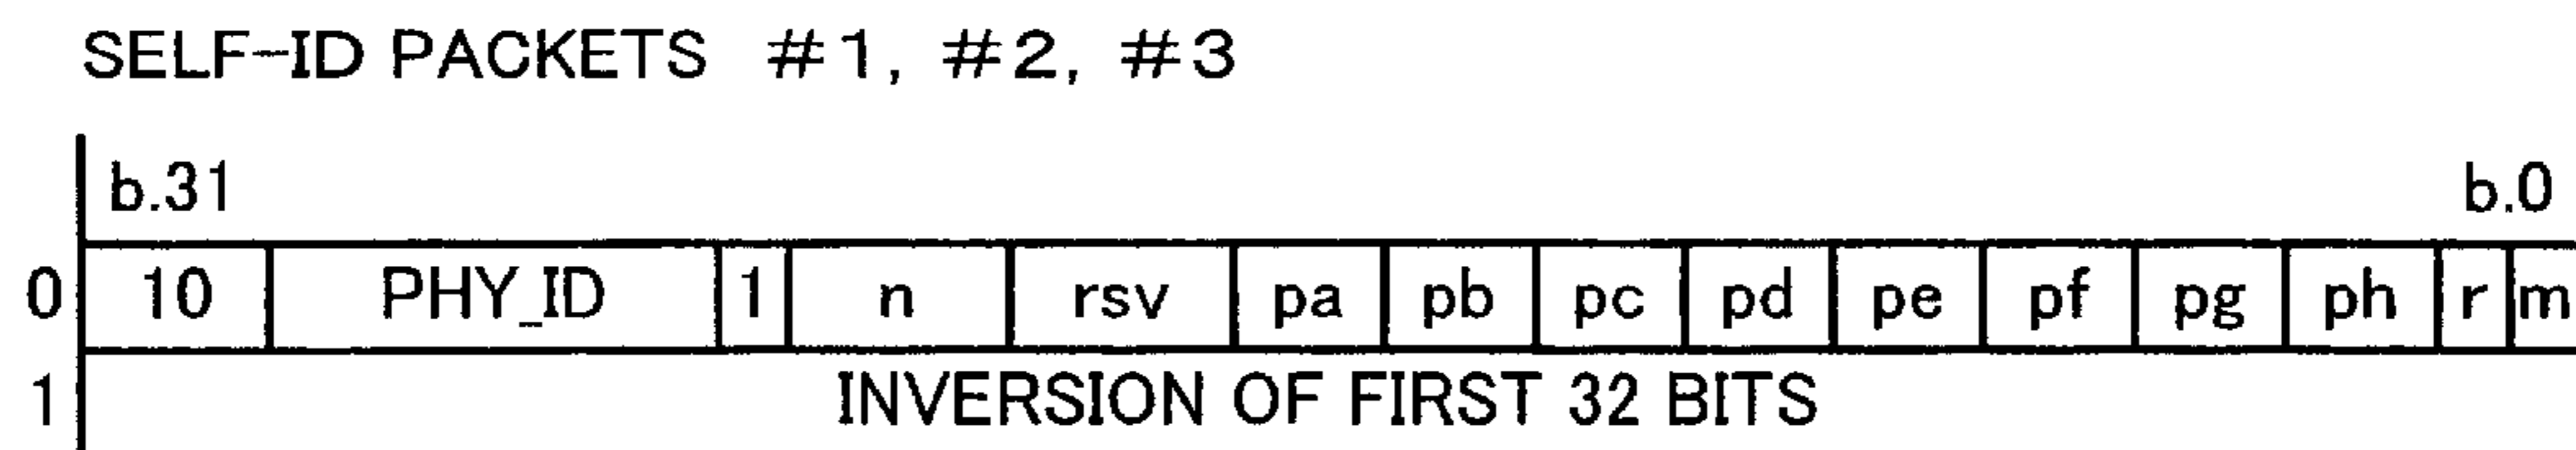 SELF-ID PACKETS #1, #2, #3
b.31 b.0
0 10 PHY_ID 1 n rsv pa pb pc pd pe pf pg ph r m
1 INVERSION OF FIRST 32 BITS